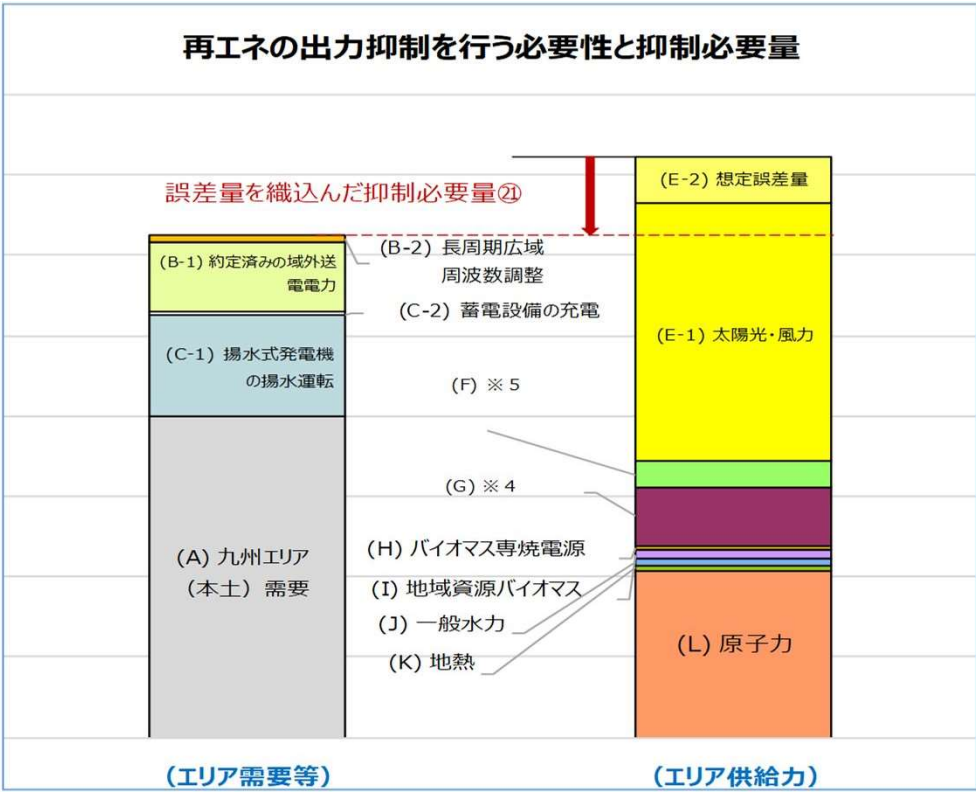 再エネの出力抑制を行う必要性と抑制必要量
誤差量を織込んだ抑制必要量㉑
(B-2) 長周期広域
周波数調整
(B-1) 約定済みの域外送
電電力
(C-2) 蓄電設備の充電
(C-1) 揚水式発電機
の揚水運転
(A) 九州エリア
(本土)需要
(E-2) 想定誤差量
(E-1) 太陽光・風力
(F) ※5
(G) ※4
(H) バイオマス専焼電源
(I) 地域資源バイオマス
(J) 一般水力
(K) 地熱
(L) 原子力
(エリア需要等)
(エリア供給力)